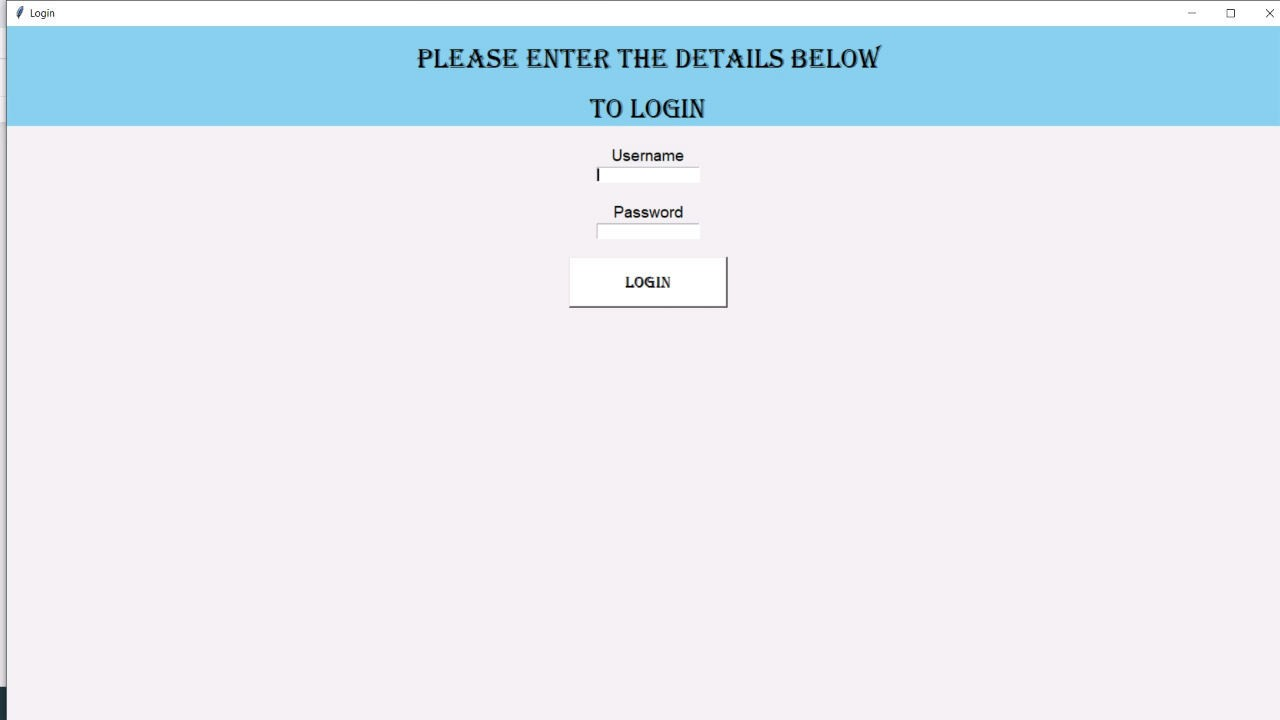 Login
PLEASE ENTER THE DETAILS BELOW
TO LOGIN
Username
Password
LOGIN